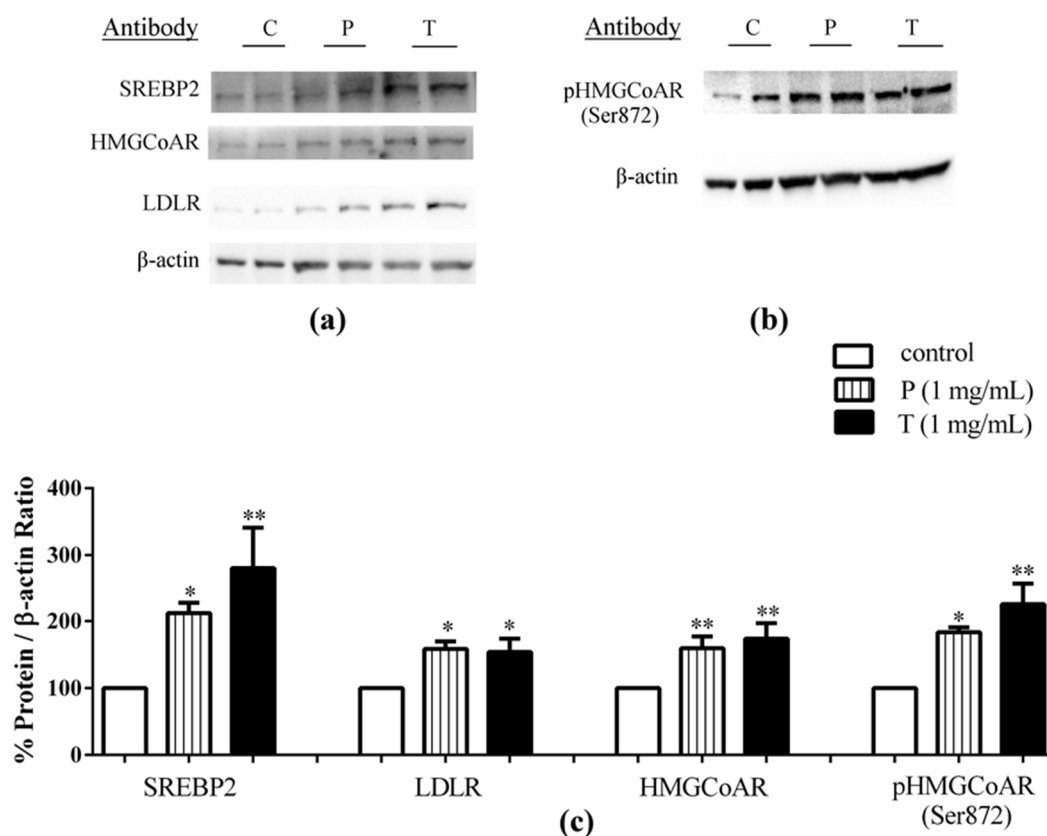 Antibody C P T
SREBP2
HMGCoAR
LDLR
β-actin
(a)
Antibody C P T
pHMGCoAR
(Ser872)
β-actin
(b)
control
P (1 mg/mL)
T (1 mg/mL)
% Protein / β-actin Ratio
400
300
200
100
0
* **
* *
** **
* **
SREBP2 LDLR HMGCoAR pHMGCoAR
(Ser872)
(c)